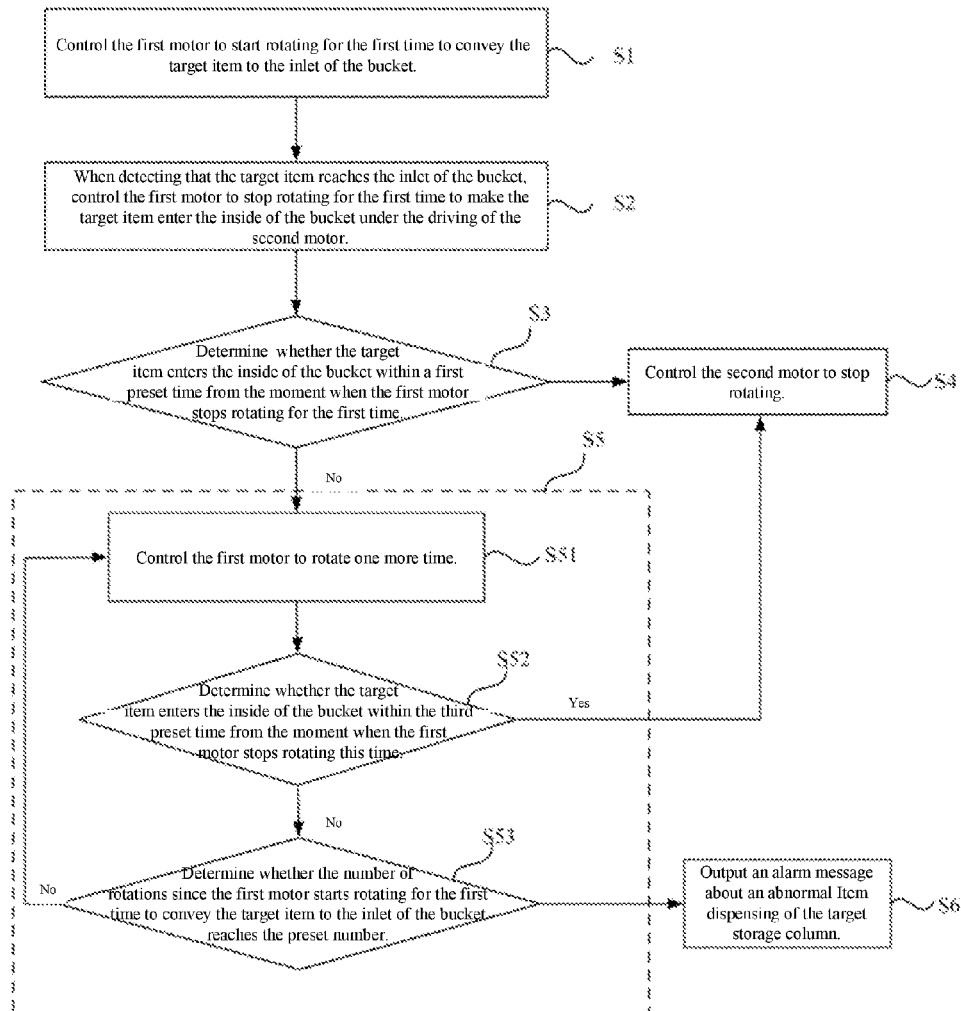 Control the first motor to start rotating for the first time to convey the
target item to the inlet of the bucket.
S1
When detecting that the target item reaches the inlet of the bucket,
control the first motor to stop rotating for the first time to make the
target item enter the inside of the bucket under the driving of the
second motor.
S2
S3
Determine whether the target
item enters the inside of the bucket within a first
preset time from the moment when the first motor
stops rotating for the first time.
Control the second motor to stop
rotating.
S4
No
S5
Control the first motor to rotate one more time.
S51
S52
Determine whether the target
item enters the inside of the bucket within the third
preset time from the moment when the first
motor stops rotating this time.
Yes
No
S53
Determine whether the number of
rotations since the first motor starts rotating for the first
time to convey the target item to the inlet of the bucket
reaches the preset number.
No
Output an alarm message
about an abnormal Item
dispensing of the target
storage column.
S6